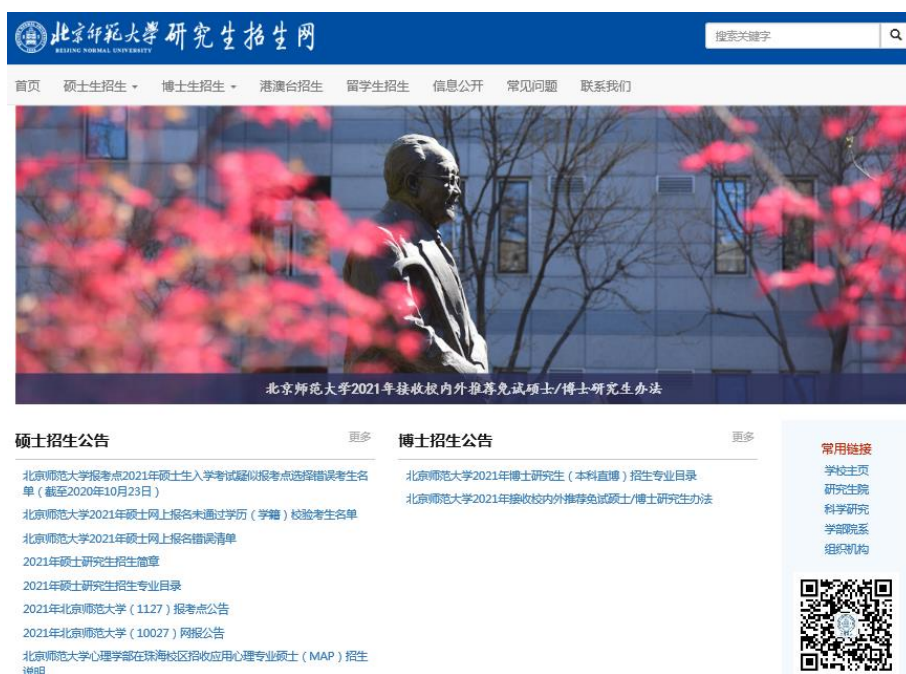 北京师范大学研究生招生网
BEIJING NORMAL UNIVERSITY
搜索关键字
首页 硕士生招生 博士生招生 港澳台招生 留学生招生 信息公开 常见问题 联系我们
北京师范大学2021年接收校内外推荐免试硕士/博士研究生办法
硕士招生公告 更多
北京师范大学报考点2021年硕士生入学考试疑似报考点选择错误考生名
单（截至2020年10月23日）
北京师范大学2021年硕士网上报名未通过学历（学籍）校验考生名单
北京师范大学2021年硕士网上报名错误清单
2021年硕士研究生招生简章
2021年硕士研究生招生专业目录
2021年北京师范大学（1127）报考点公告
2021年北京师范大学（10027）网报公告
北京师范大学心理学部在珠海校区招收应用心理专业硕士（MAP）招生
说明
博士招生公告 更多
北京师范大学2021年博士研究生（本科直博）招生专业目录
北京师范大学2021年接收校内外推荐免试硕士/博士研究生办法
常用链接
学校主页
研究生院
科学研究
学部院系
组织机构